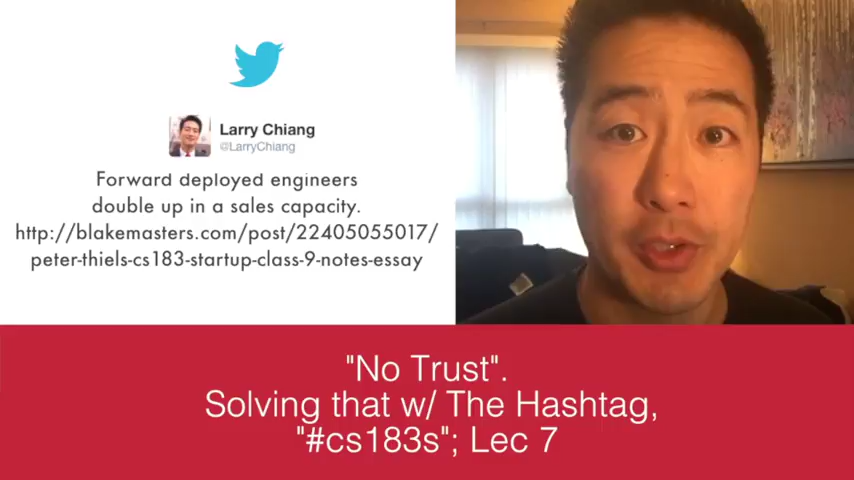 Larry Chiang
@LarryChiang
Forward deployed engineers
double up in a sales capacity.
http://blakemasters.com/post/22405055017/
peter-thiels-cs183-startup-class-9-notes-essay
"No Trust".
Solving that w/ The Hashtag,
"#cs183s"; Lec 7